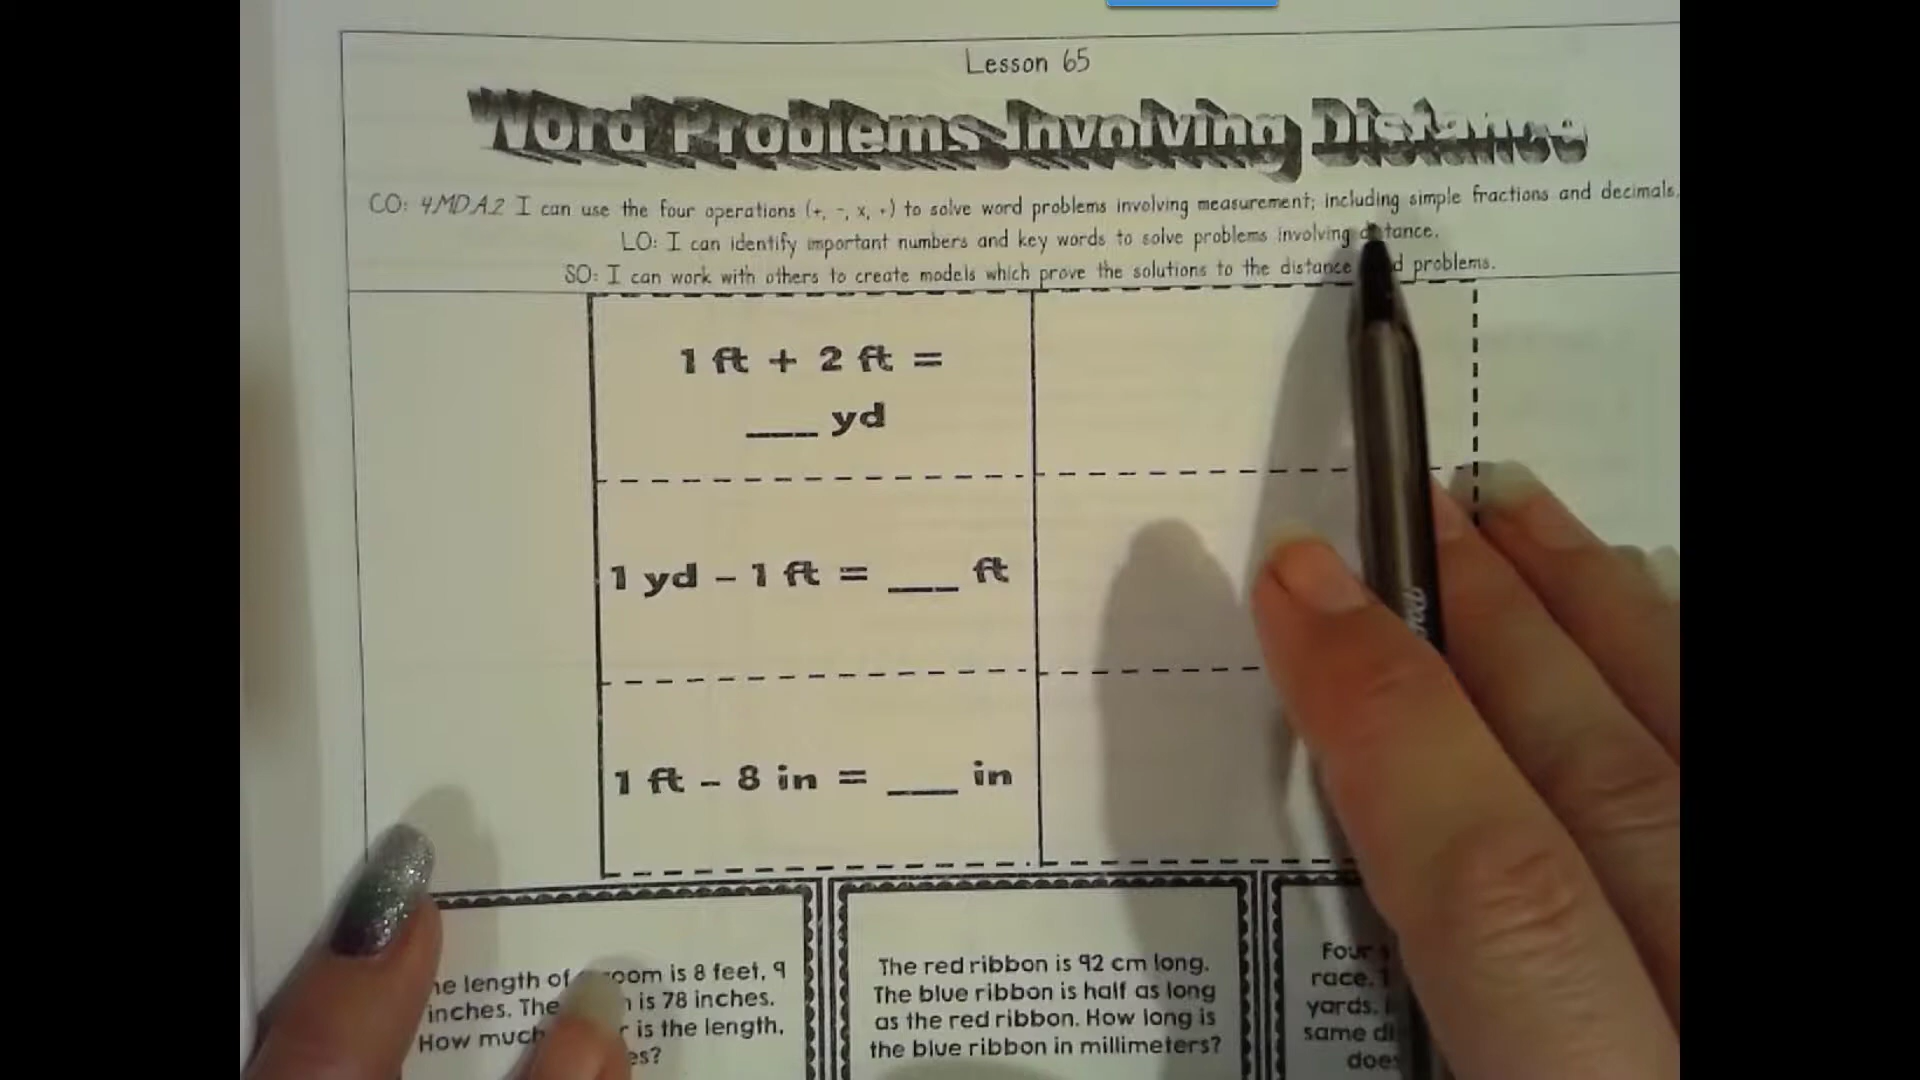 Lesson 65
Word Problems Involving Distance
CO: 4.MD.A.2 I can use the four operations (+, -, x, ÷) to solve word problems involving measurement; including simple fractions and decimals.
LO: I can identify important numbers and key words to solve problems involving
SO: I can work with others to create models which prove the solutions to the distance problems.
1 ft + 2 ft =
___ yd
1 yd – 1 ft = ___ ft
1 ft – 8 in = ___ in
length of room is 8 feet, 9
inches. The is 78 inches.
How much is the length,
The red ribbon is 92 cm long.
The blue ribbon is half as long
as the red ribbon. How long is
the blue ribbon in millimeters?
Four
race.
yards.
same